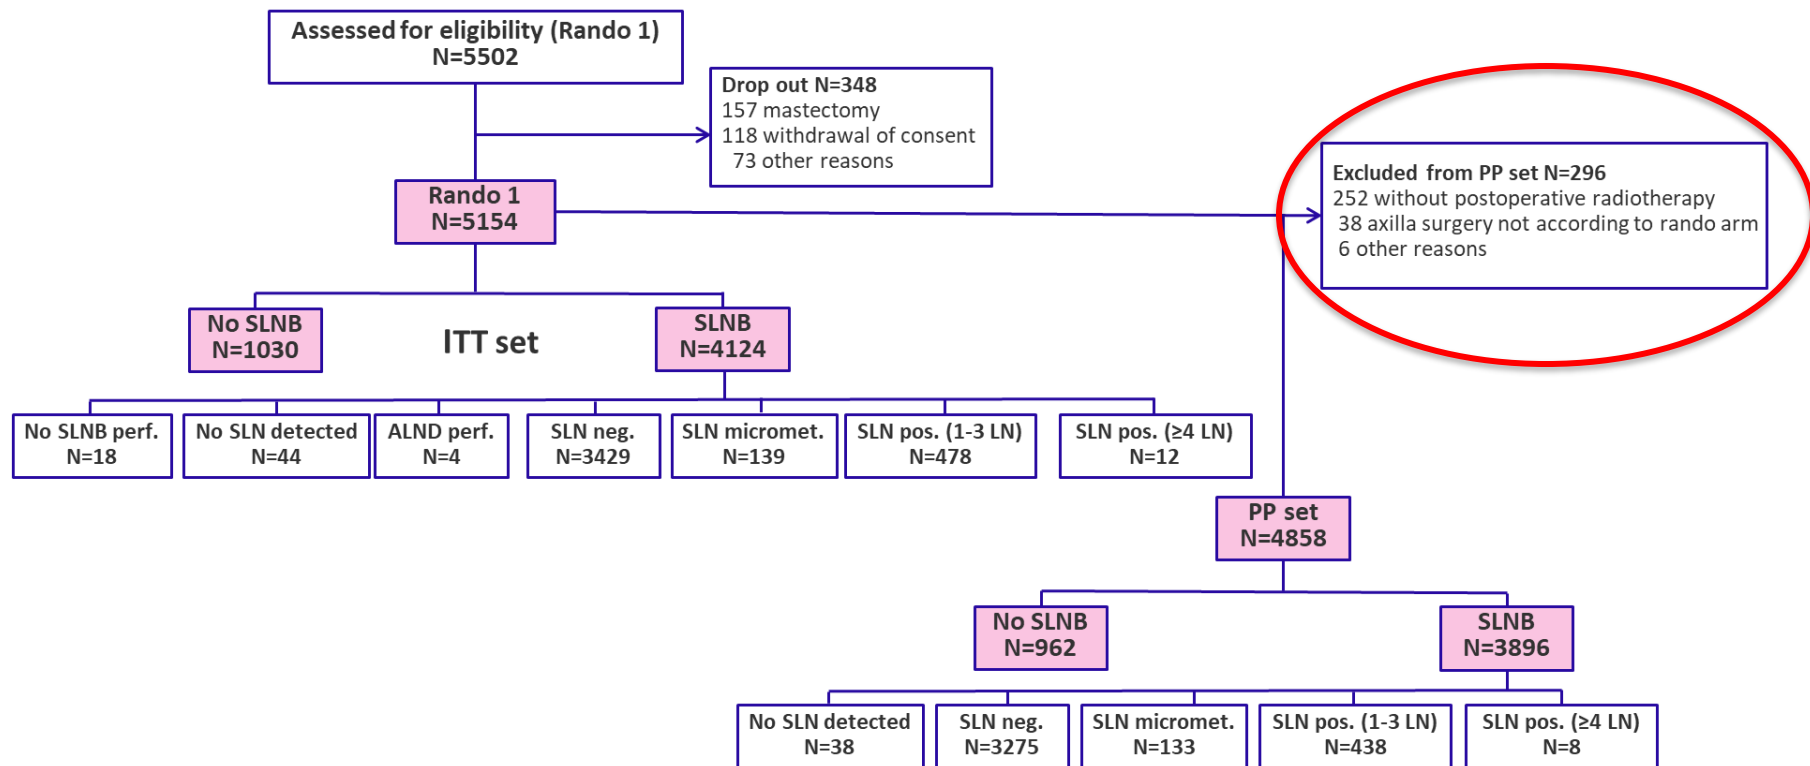 Assessed for eligibility (Rando 1)
N=5502
Drop out N=348
157 mastectomy
118 withdrawal of consent
73 other reasons
Rando 1
N=5154
Excluded from PP set N=296
252 without postoperative radiotherapy
38 axilla surgery not according to rando arm
6 other reasons
No SLNB
N=1030
ITT set
SLNB
N=4124
No SLNB perf.
N=18
No SLN detected
N=44
ALND perf.
N=4
SLN neg.
N=3429
SLN micromet.
N=139
SLN pos. (1-3 LN)
N=478
SLN pos. (≥4 LN)
N=12
PP set
N=4858
No SLNB
N=962
SLNB
N=3896
No SLN detected
N=38
SLN neg.
N=3275
SLN micromet.
N=133
SLN pos. (1-3 LN)
N=438
SLN pos. (≥4 LN)
N=8